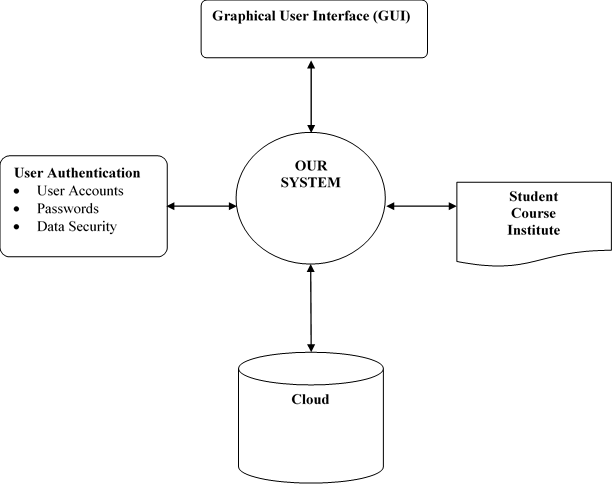 Graphical User Interface (GUI)
OUR
SYSTEM
User Authentication
• User Accounts
• Passwords
• Data Security
Student
Course
Institute
Cloud